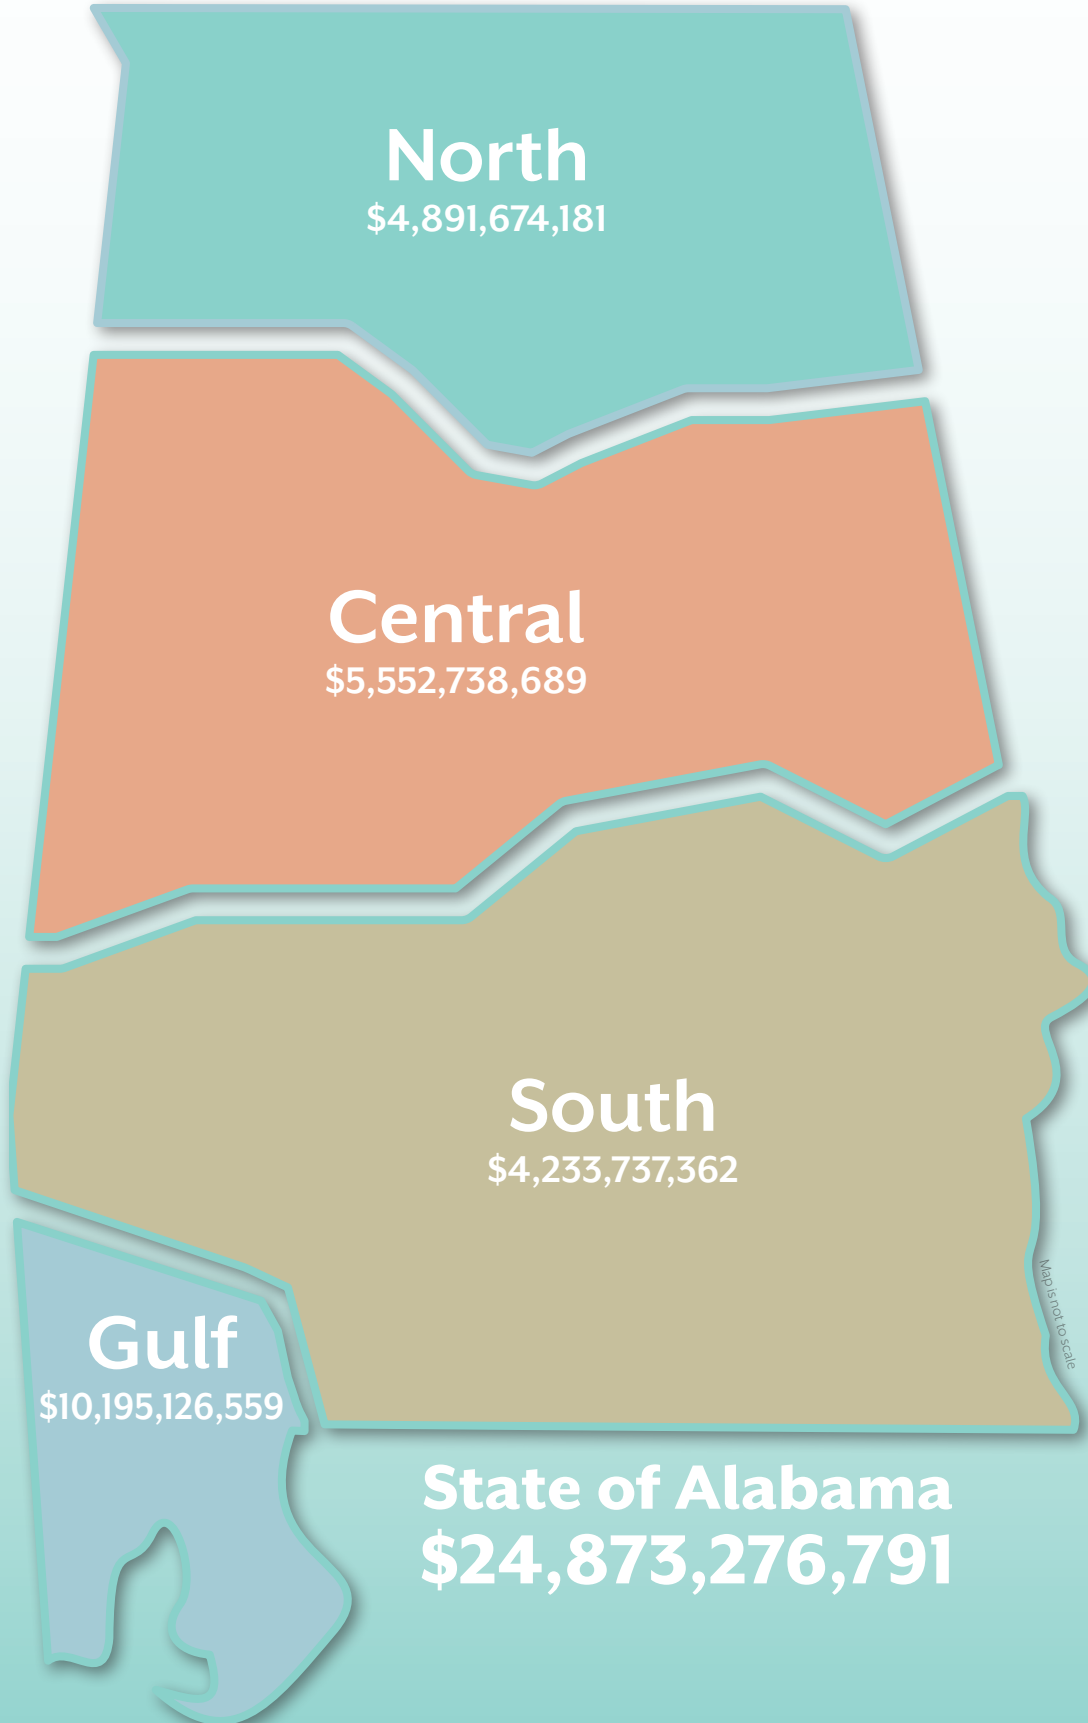 North
$4,891,674,181
Central
$5,552,738,689
South
$4,233,737,362
Map is not to scale
Gulf
$10,195,126,559
State of Alabama
$24,873,276,791